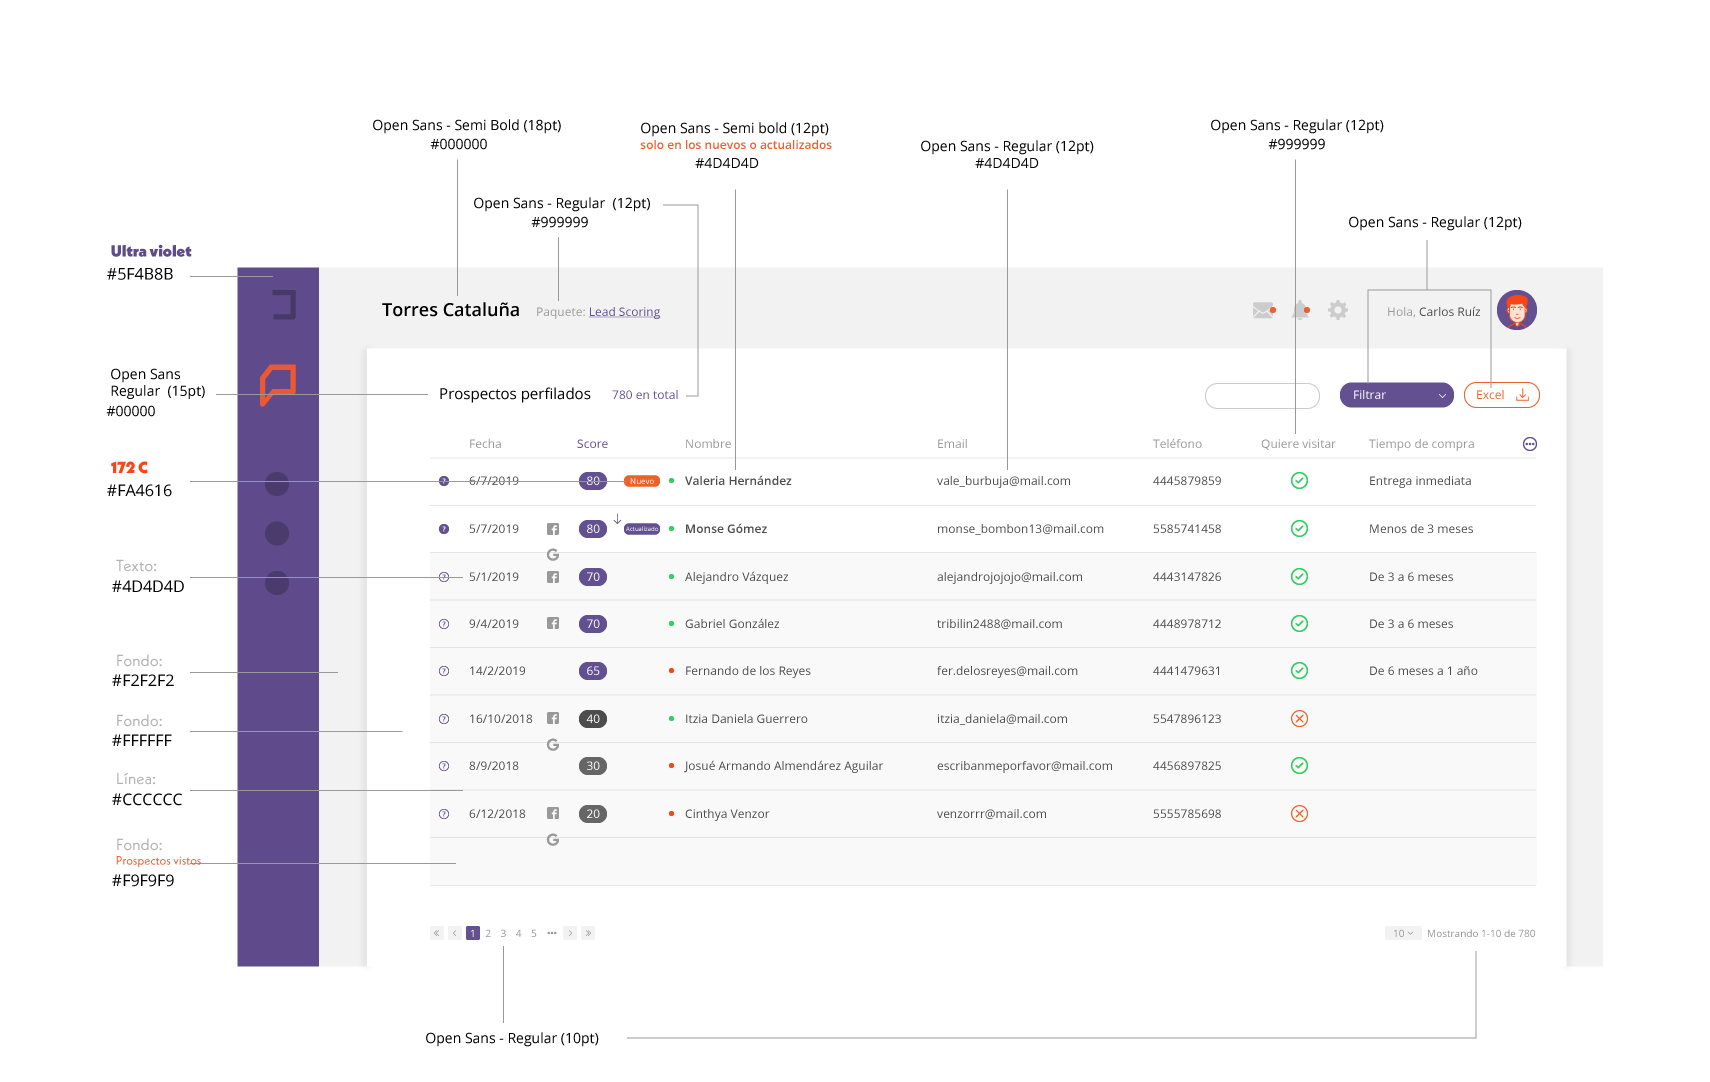 Open Sans - Semi Bold (18pt)
#000000
Open Sans - Semi bold (12pt)
solo en los nuevos o actualizados
#4D4D4D
Open Sans - Regular (12pt)
#4D4D4D
Open Sans - Regular (12pt)
#999999
Open Sans - Regular (12pt)
#999999
Open Sans - Regular (12pt)
Ultra violet
#5F4B8B
Torres Cataluña
Paquete: Lead Scoring
Hola, Carlos Ruíz
Open Sans
Regular (15pt)
#00000
Prospectos perfilados
780 en total
Filtrar
Excel
Fecha Score Nombre Email Teléfono Quiere visitar Tiempo de compra
172 C
#FA4616
? 6/7/2019 80 Nuevo Valeria Hernández vale_burbuja@mail.com 4445879859 Entrega inmediata
? 5/7/2019 80 Actualizado Monse Gómez monse_bombon13@mail.com 5585741458 Menos de 3 meses
G
Texto:
#4D4D4D
? 5/1/2019 70 Alejandro Vázquez alejandrojojojo@mail.com 4443147826 De 3 a 6 meses
? 9/4/2019 70 Gabriel González tribilin2488@mail.com 4448978712 De 3 a 6 meses
Fondo:
#F2F2F2
? 14/2/2019 65 Fernando de los Reyes fer.delosreyes@mail.com 4441479631 De 6 meses a 1 año
Fondo:
#FFFFFF
? 16/10/2018 40 Itzia Daniela Guerrero itzia_daniela@mail.com 5547896123
G
Línea:
#CCCCCC
? 8/9/2018 30 Josué Armando Almendárez Aguilar escribanmeporfavor@mail.com 4456897825
? 6/12/2018 20 Cinthya Venzor venzorrr@mail.com 5555785698
G
Fondo:
Prospectos vistos
#F9F9F9
« ‹ 1 2 3 4 5 ••• › »
10 Mostrando 1-10 de 780
Open Sans - Regular (10pt)